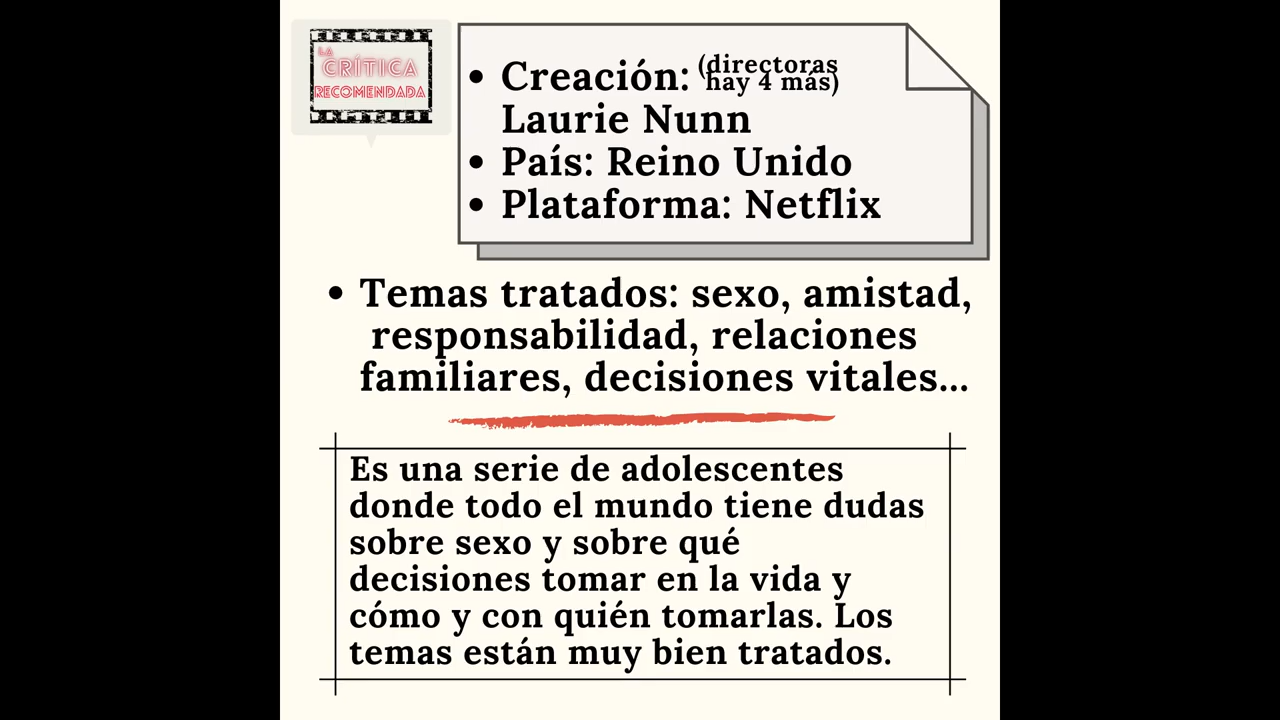 LA
CRÍTICA
RECOMENDADA
• Creación: (directoras
hay 4 más)
Laurie Nunn
• País: Reino Unido
• Plataforma: Netflix
• Temas tratados: sexo, amistad,
responsabilidad, relaciones
familiares, decisiones vitales...
Es una serie de adolescentes
donde todo el mundo tiene dudas
sobre sexo y sobre qué
decisiones tomar en la vida y
cómo y con quién tomarlas. Los
temas están muy bien tratados.